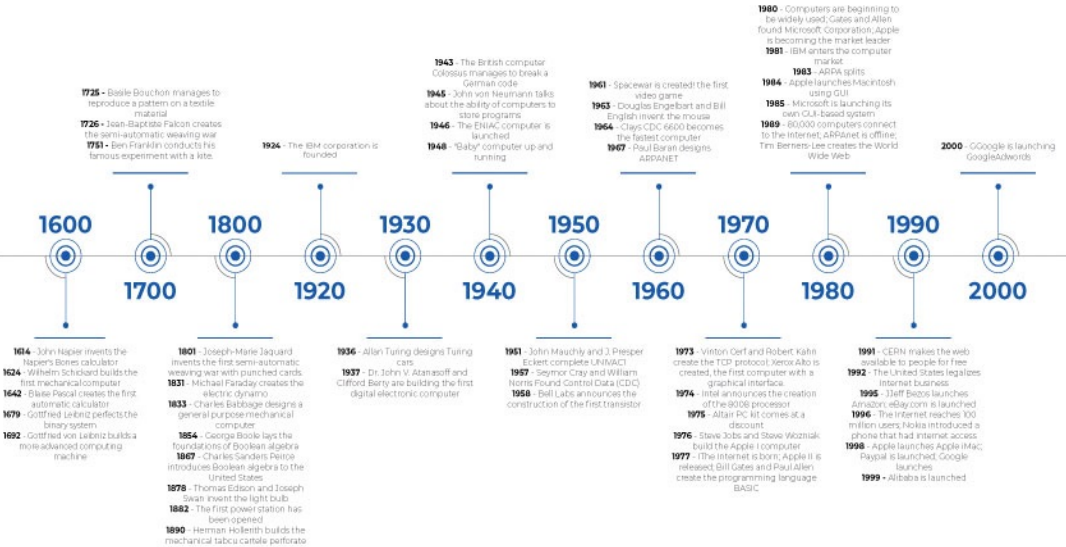 1600
1614 - John Napier invents the
Napier's Bones calculator
1624 - Wilhelm Schickard builds the
first mechanical computer
1642 - Blaise Pascal creates the first
automatic calculator
1679 - Gottfried Leibniz perfects the
binary system
1692 - Gottfried von Leibniz builds a
more advanced computing
machine
1725 - Basile Bouchon manages to
reproduce a pattern on a textile
material
1726 - Jean-Baptiste Falcon creates
the semi-automatic weaving war
1751 - Ben Franklin conducts his
famous experiment with a kite.
1700
1800
1801 - Joseph-Marie Jaquard
invents the first semi-automatic
weaving war with punched cards.
1831 - Michael Faraday creates the
electric dynamo
1833 - Charles Babbage designs a
general purpose mechanical
computer
1854 - George Boole lays the
foundations of Boolean algebra
1867 - Charles Sanders Peirce
introduces Boolean algebra to the
United States
1878 - Thomas Edison and Joseph
Swan invent the light bulb
1882 - The first power station has
been opened
1890 - Herman Hollerith builds the
mechanical tabcu cartele perforate
1924 - The IBM corporation is
founded
1920
1930
1936 - Allan Turing designs Turing
cars
1937 - Dr. John V. Atanasoff and
Clifford Berry are building the first
digital electronic computer
1943 - The British computer
Colossus manages to break a
German code
1945 - John von Neumann talks
about the ability of computers to
store programs
1946 - The ENIAC computer is
launched
1948 - "Baby" computer up and
running
1940
1950
1951 - John Mauchly and J. Presper
Eckert complete UNIVAC1
1957 - Seymor Cray and William
Norris Found Control Data (CDC)
1958 - Bell Labs announces the
construction of the first transistor
1961 - Spacewar is created! the first
video game
1963 - Douglas Engelbart and Bill
English invent the mouse
1964 - Clays CDC 6600 becomes
the fastest computer
1967 - Paul Baran designs
ARPANET
1960
1970
1973 - Vinton Cerf and Robert Kahn
create the TCP protocol; Xerox Alto is
created, the first computer with a
graphical interface.
1974 - Intel announces the creation
of the 8008 processor
1975 - Altair PC kit comes at a
discount
1976 - Steve Jobs and Steve Wozniak
build the Apple I computer
1977 - IThe Internet is born; Apple II is
released; Bill Gates and Paul Allen
create the programming language
BASIC
1980 - Computers are beginning to
be widely used; Gates and Allen
found Microsoft Corporation; Apple
is becoming the market leader
1981 - IBM enters the computer
market
1983 - ARPA splits
1984 - Apple launches Macintosh
using GUI
1985 - Microsoft is launching its
own GUI-based system
1989 - 80,000 computers connect
to the Internet; ARPAnet is offline;
Tim Berners-Lee creates the World
Wide Web
1980
1990
1991 - CERN makes the web
available to people for free
1992 - The United States legalizes
Internet business
1995 - JJeff Bezos launches
Amazon; eBay.com is launched
1996 - The Internet reaches 100
million users; Nokia introduced a
phone that had internet access
1998 - Apple launches Apple iMac;
Paypal is launched; Google
launches
1999 - Alibaba is launched
2000 - GGoogle is launching
GoogleAdwords
2000